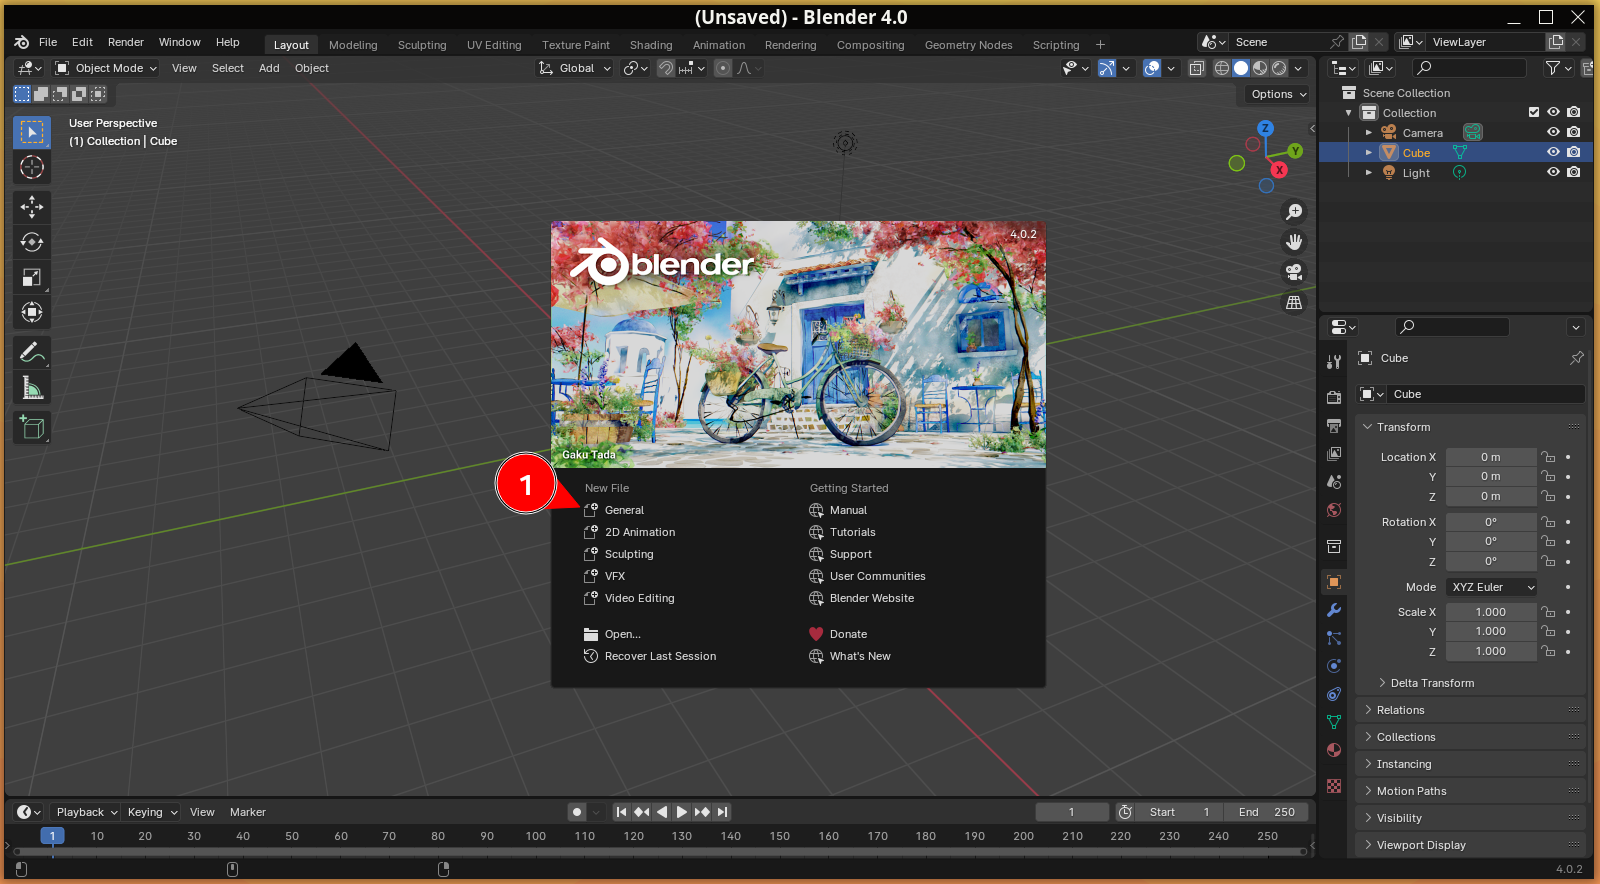 (Unsaved) - Blender 4.0
File Edit Render Window Help Layout Modeling Sculpting UV Editing Texture Paint Shading Animation Rendering Compositing Geometry Nodes Scripting + Scene ViewLayer
Object Mode View Select Add Object Global
Options
User Perspective
(1) Collection | Cube
Z
Y
X
Scene Collection
Collection
Camera
Cube
Light
4.0.2
blender
Gaku Tada
1
New File
General
2D Animation
Sculpting
VFX
Video Editing
Open...
Recover Last Session
Getting Started
Manual
Tutorials
Support
User Communities
Blender Website
Donate
What's New
Cube
Cube
Transform
Location X 0 m
Y 0 m
Z 0 m
Rotation X 0°
Y 0°
Z 0°
Mode XYZ Euler
Scale X 1.000
Y 1.000
Z 1.000
Delta Transform
Relations
Collections
Instancing
Motion Paths
Visibility
Viewport Display
Playback Keying View Marker 1 Start 1 End 250
1 10 20 30 40 50 60 70 80 90 100 110 120 130 140 150 160 170 180 190 200 210 220 230 240 250
4.0.2